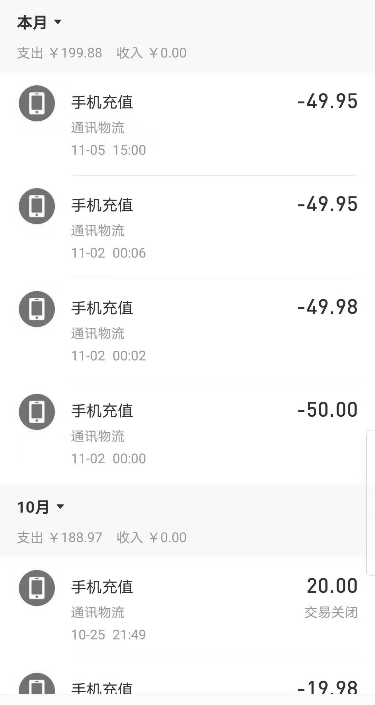 本月
支出 ￥199.88 收入 ￥0.00
手机充值 -49.95
通讯物流
11-05 15:00
手机充值 -49.95
通讯物流
11-02 00:06
手机充值 -49.98
通讯物流
11-02 00:02
手机充值 -50.00
通讯物流
11-02 00:00
10月
支出 ￥188.97 收入 ￥0.00
手机充值 20.00
通讯物流 交易关闭
10-25 21:49
手机充值 -19.98